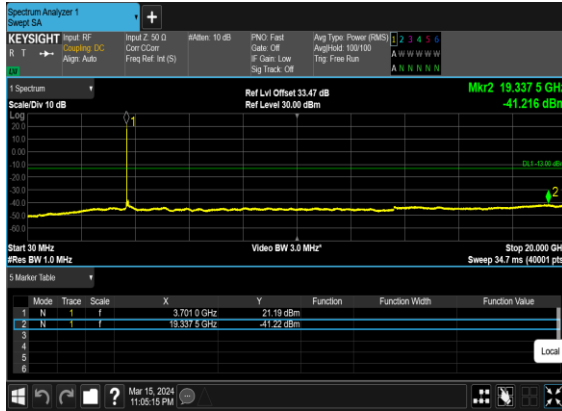 Spectrum Analyzer 1
Swept SA
+
KEYSIGHT Input: RF Input Z: 50 Ω #Atten: 10 dB PNO: Fast Avg Type: Power (RMS) 1 2 3 4 5 6
R T Coupling: DC Corr CCorr Gate: Off Avg|Hold: 100/100 A W W W W W
Align: Auto Freq Ref: Int (S) IF Gain: Low Trig: Free Run
LU Sig Track: Off A N N N N N
1 Spectrum Ref Lvl Offset 33.47 dB Mkr2 19.337 5 GHz
Scale/Div 10 dB Ref Level 30.00 dBm -41.216 dBm
Log
1
20.0
10.0
0.00
DL1 -13.00 dBm
-10.0
-20.0
-30.0
2
-40.0
-50.0
-60.0
Start 30 MHz Video BW 3.0 MHz* Stop 20.000 GHz
#Res BW 1.0 MHz Sweep 34.7 ms (40001 pts)
5 Marker Table
Mode Trace Scale X Y Function Function Width Function Value
1 N 1 f 3.701 0 GHz 21.19 dBm
2 N 1 f 19.337 5 GHz -41.22 dBm
3
4
5
6
Local
? Mar 15, 2024
11:05:15 PM